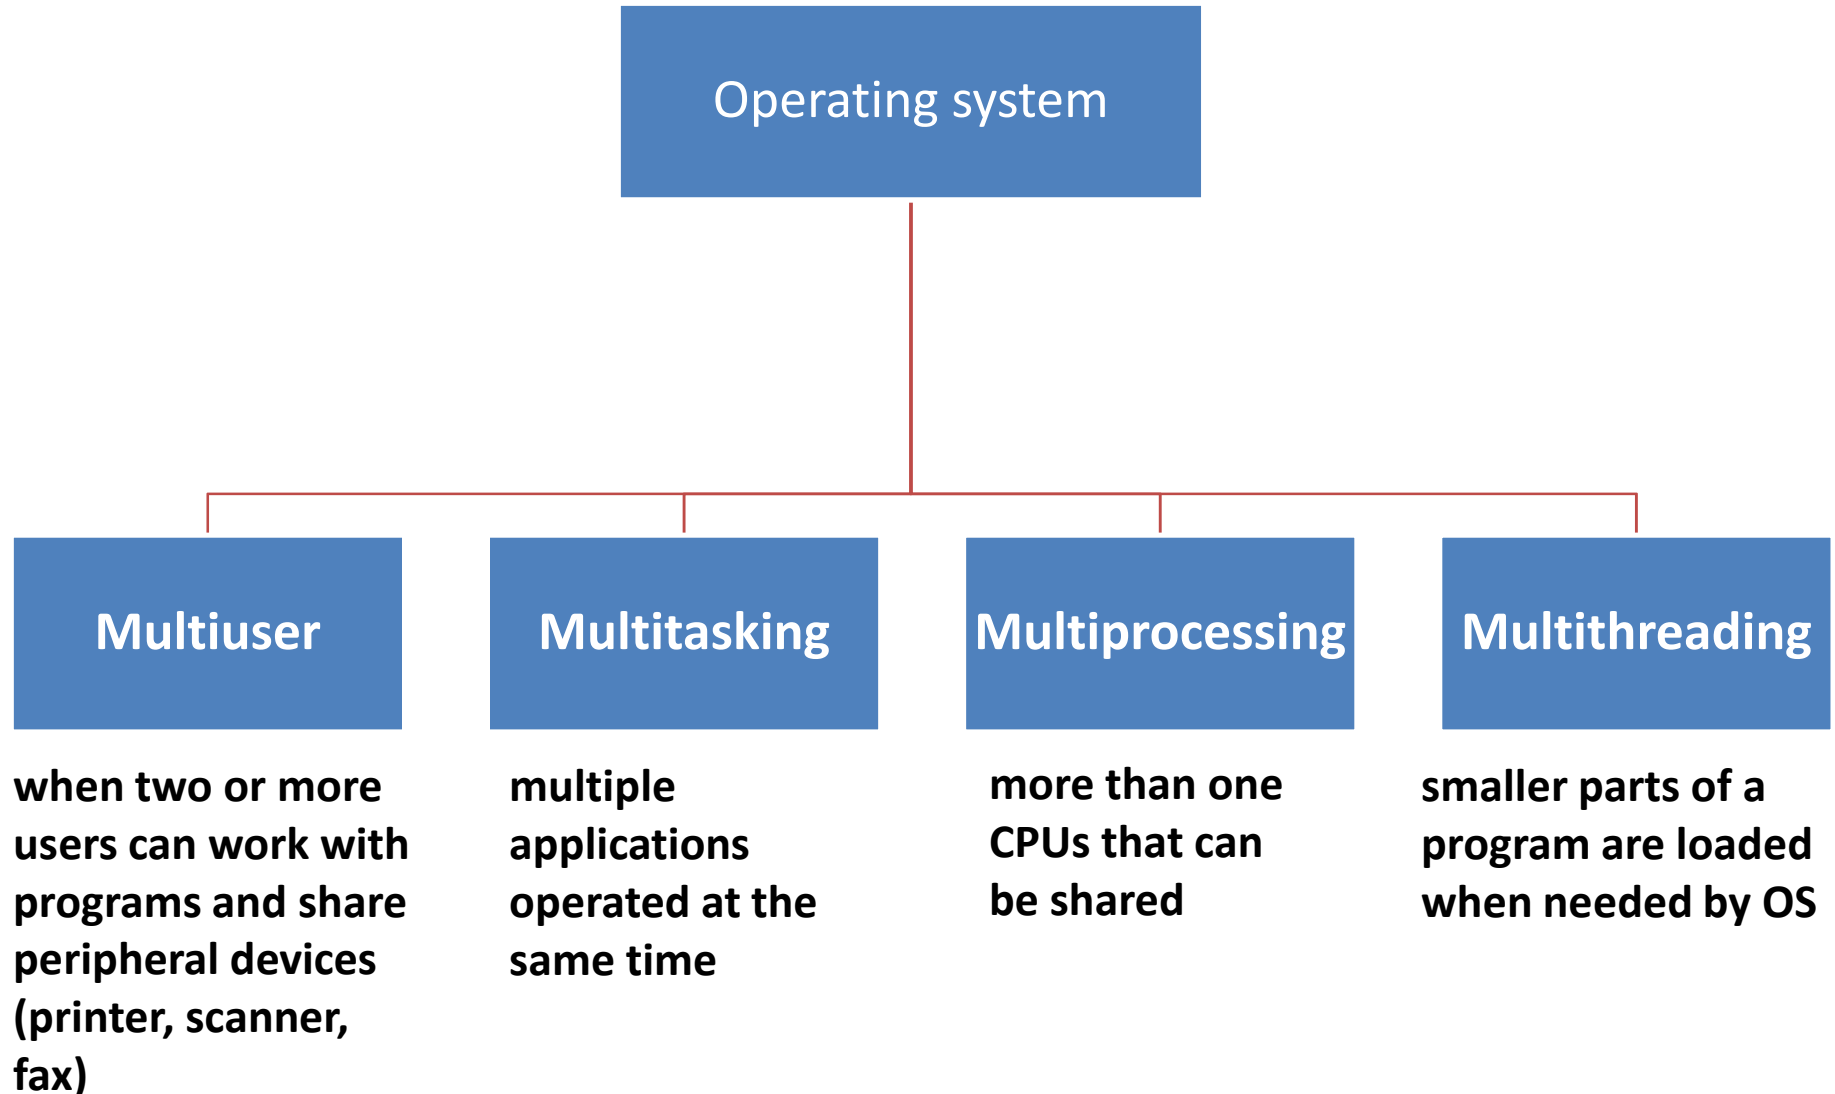 Operating system
Multiuser
when two or more
users can work with
programs and share
peripheral devices
(printer, scanner,
fax)
Multitasking
multiple
applications
operated at the
same time
Multiprocessing
more than one
CPUs that can
be shared
Multithreading
smaller parts of a
program are loaded
when needed by OS